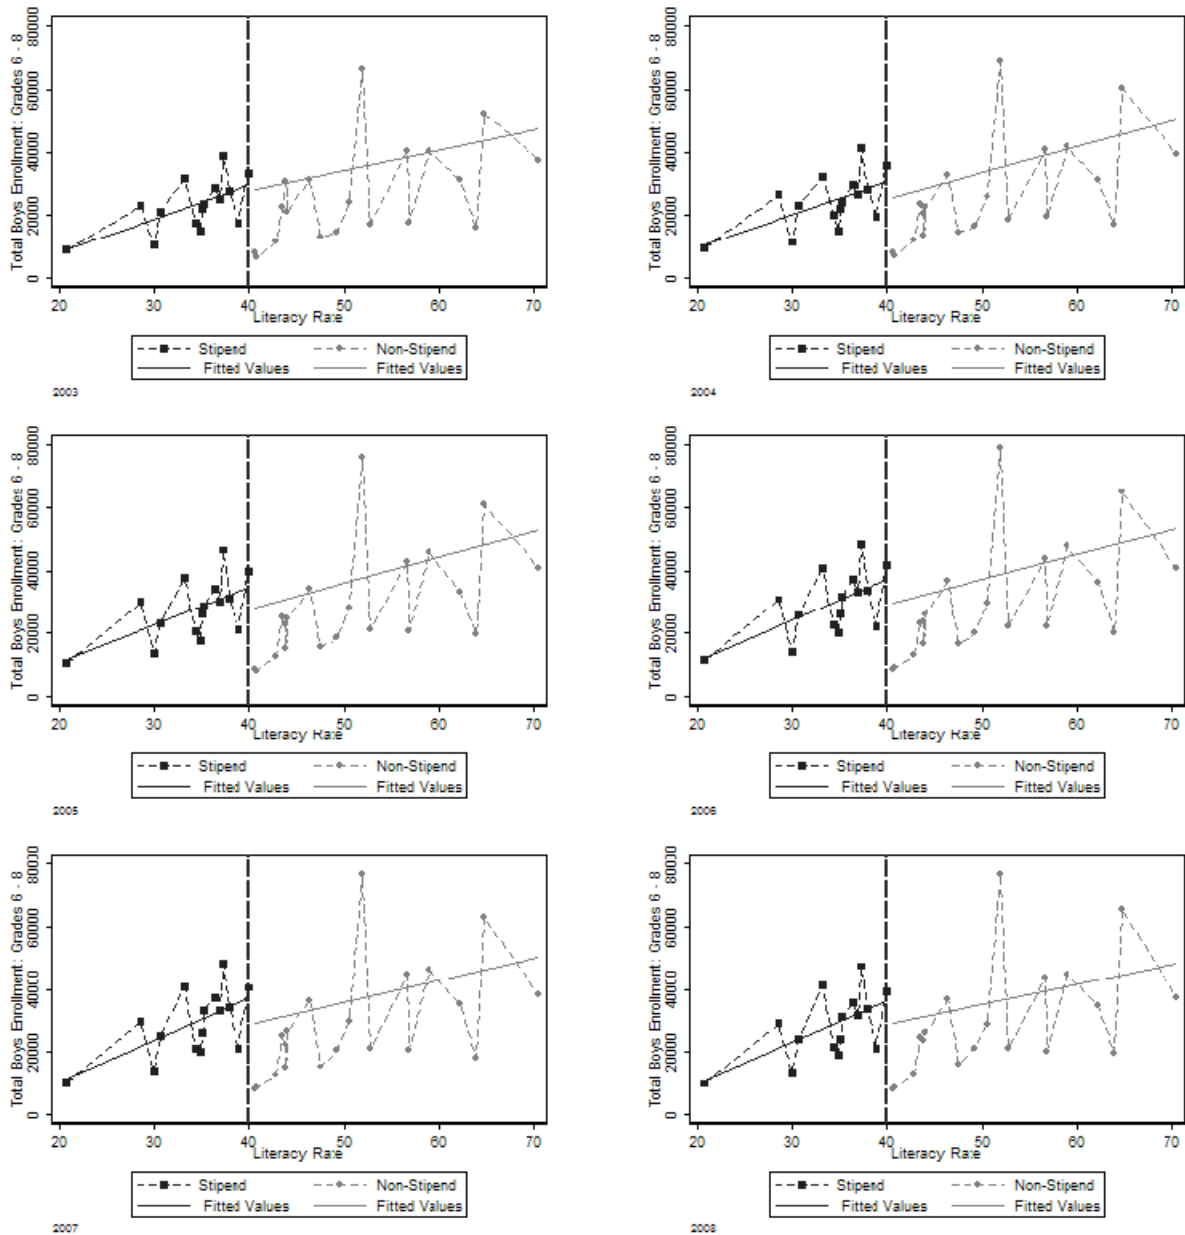 Total Boys Enrollment: Grades 6 - 8
80000
60000
40000
20000
0
20 30 40 50 60 70
Literacy Rate
Stipend Non-Stipend
Fitted Values Fitted Values
2003
Total Boys Enrollment: Grades 6 - 8
80000
60000
40000
20000
0
20 30 40 50 60 70
Literacy Rate
Stipend Non-Stipend
Fitted Values Fitted Values
2004
Total Boys Enrollment: Grades 6 - 8
80000
60000
40000
20000
0
20 30 40 50 60 70
Literacy Rate
Stipend Non-Stipend
Fitted Values Fitted Values
2005
Total Boys Enrollment: Grades 6 - 8
80000
60000
40000
20000
0
20 30 40 50 60 70
Literacy Rate
Stipend Non-Stipend
Fitted Values Fitted Values
2006
Total Boys Enrollment: Grades 6 - 8
80000
60000
40000
20000
0
20 30 40 50 60 70
Literacy Rate
Stipend Non-Stipend
Fitted Values Fitted Values
2007
Total Boys Enrollment: Grades 6 - 8
80000
60000
40000
20000
0
20 30 40 50 60 70
Literacy Rate
Stipend Non-Stipend
Fitted Values Fitted Values
2008